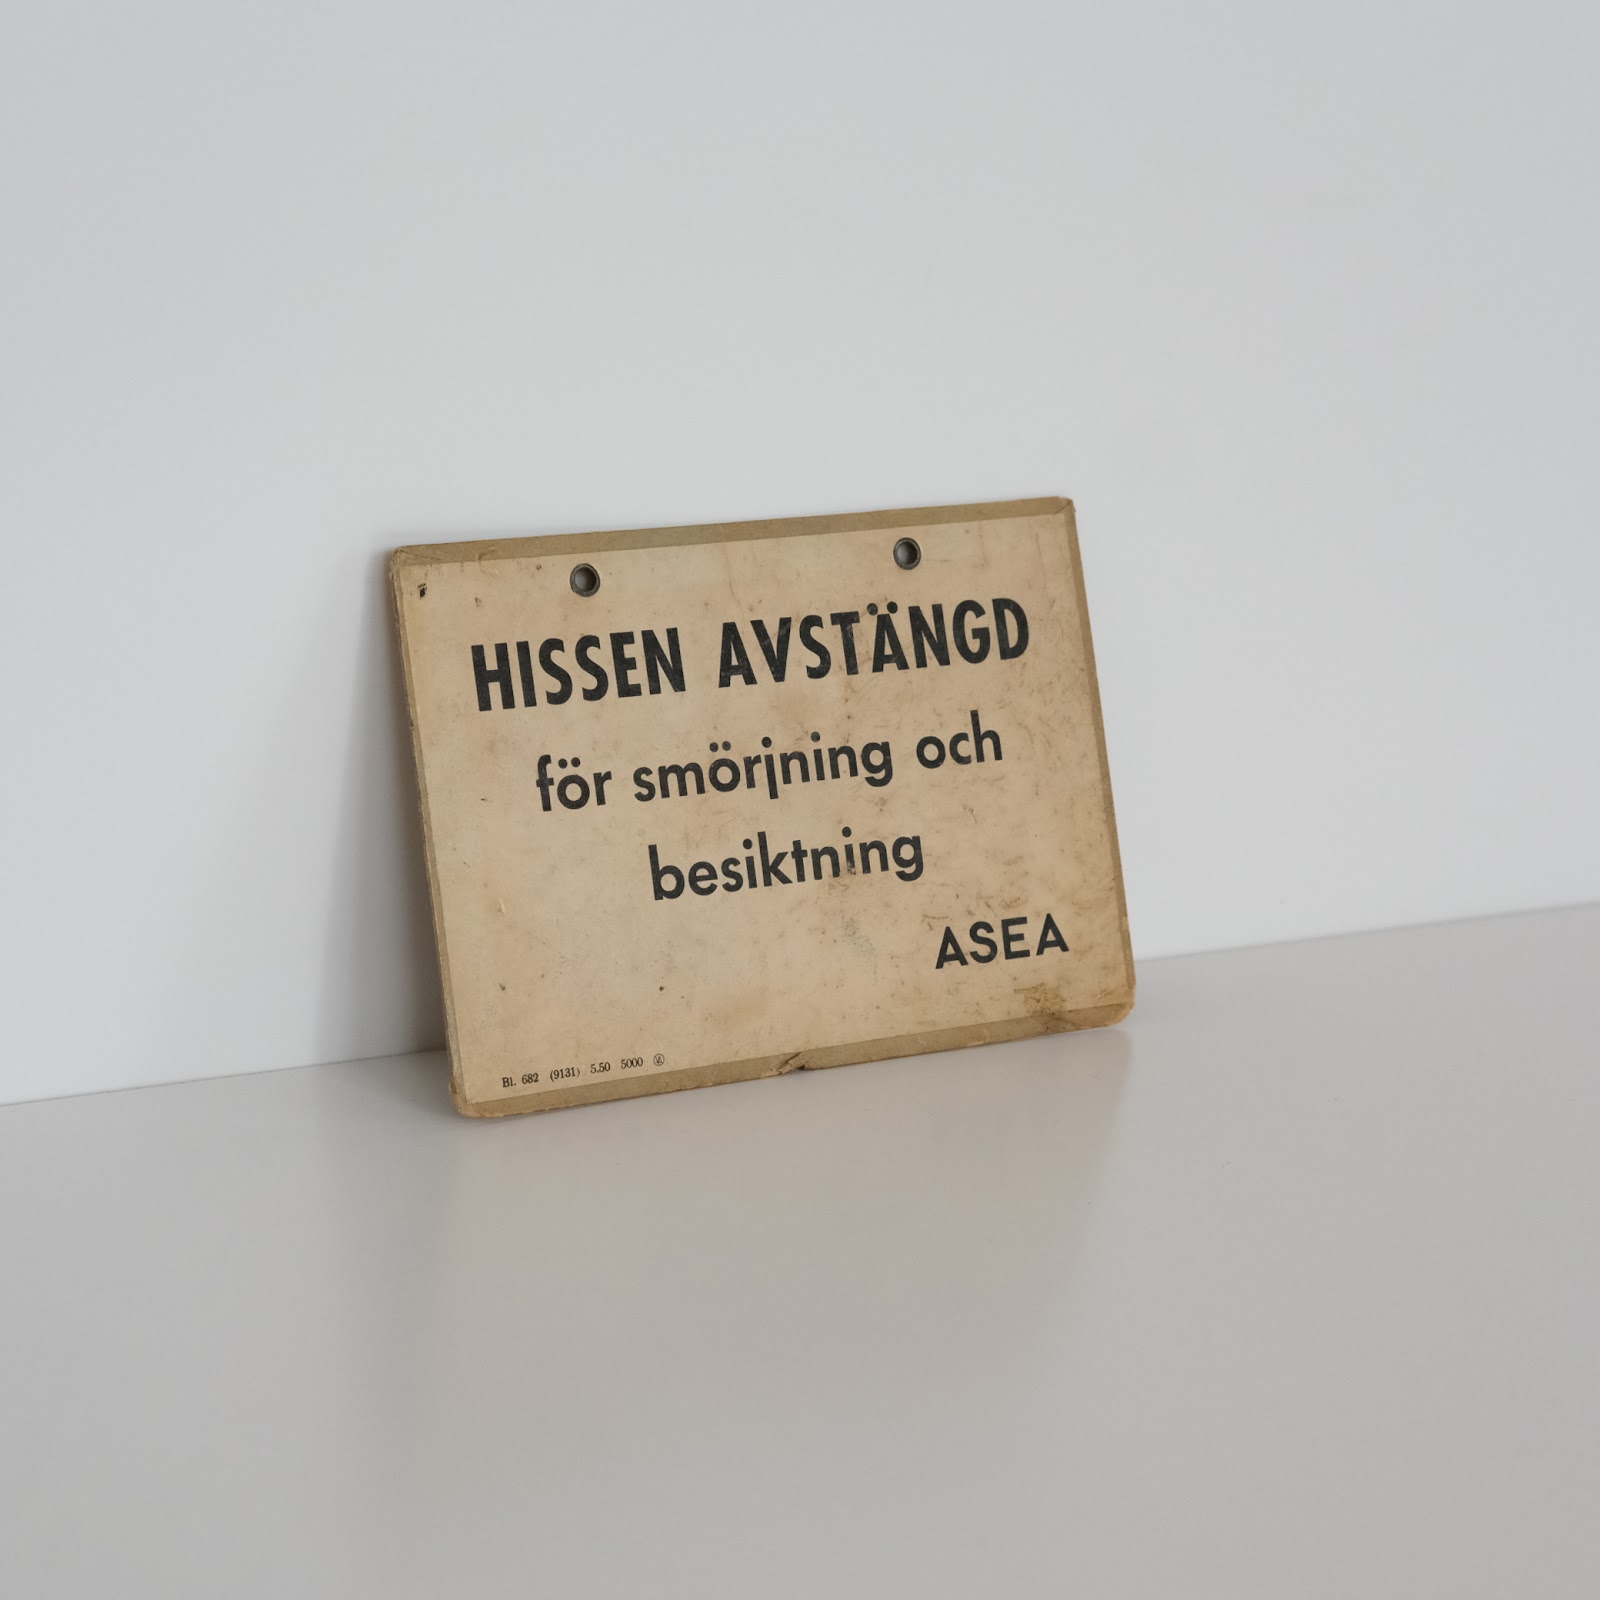 HISSEN AVSTÄNGD
för smörjning och
besiktning
ASEA
Bl. 682 (9131) 5.50 5000